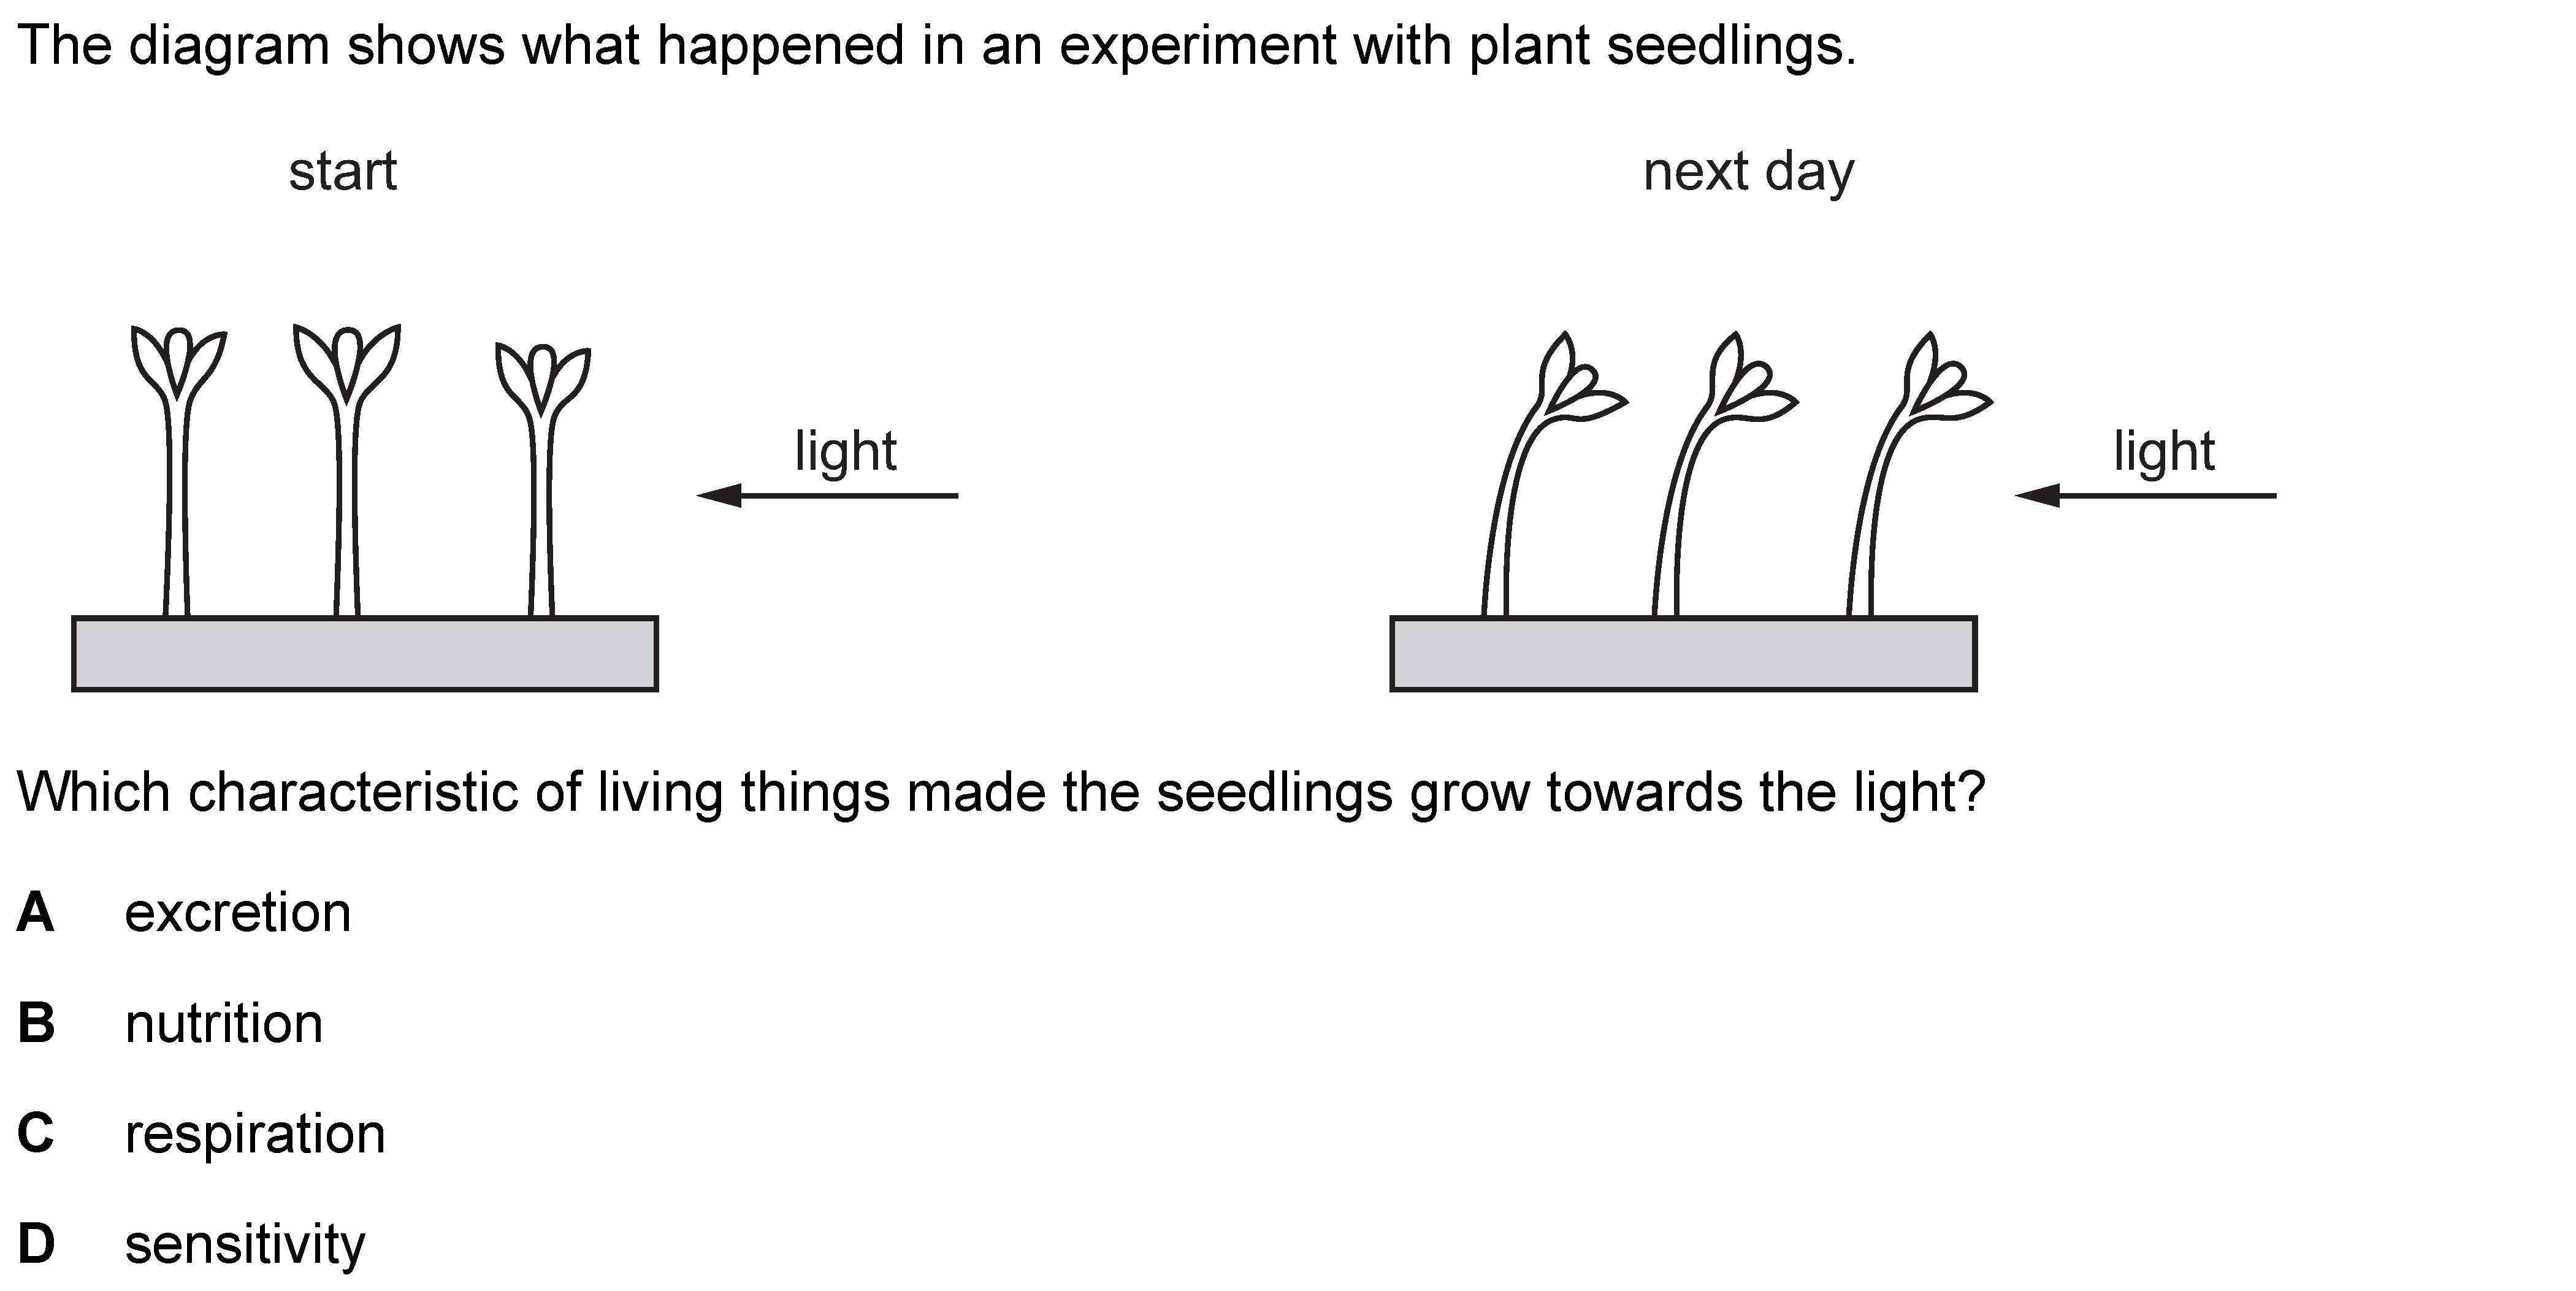 The diagram shows what happened in an experiment with plant seedlings.
start
next day
light
light
Which characteristic of living things made the seedlings grow towards the light?
A excretion
B nutrition
C respiration
D sensitivity